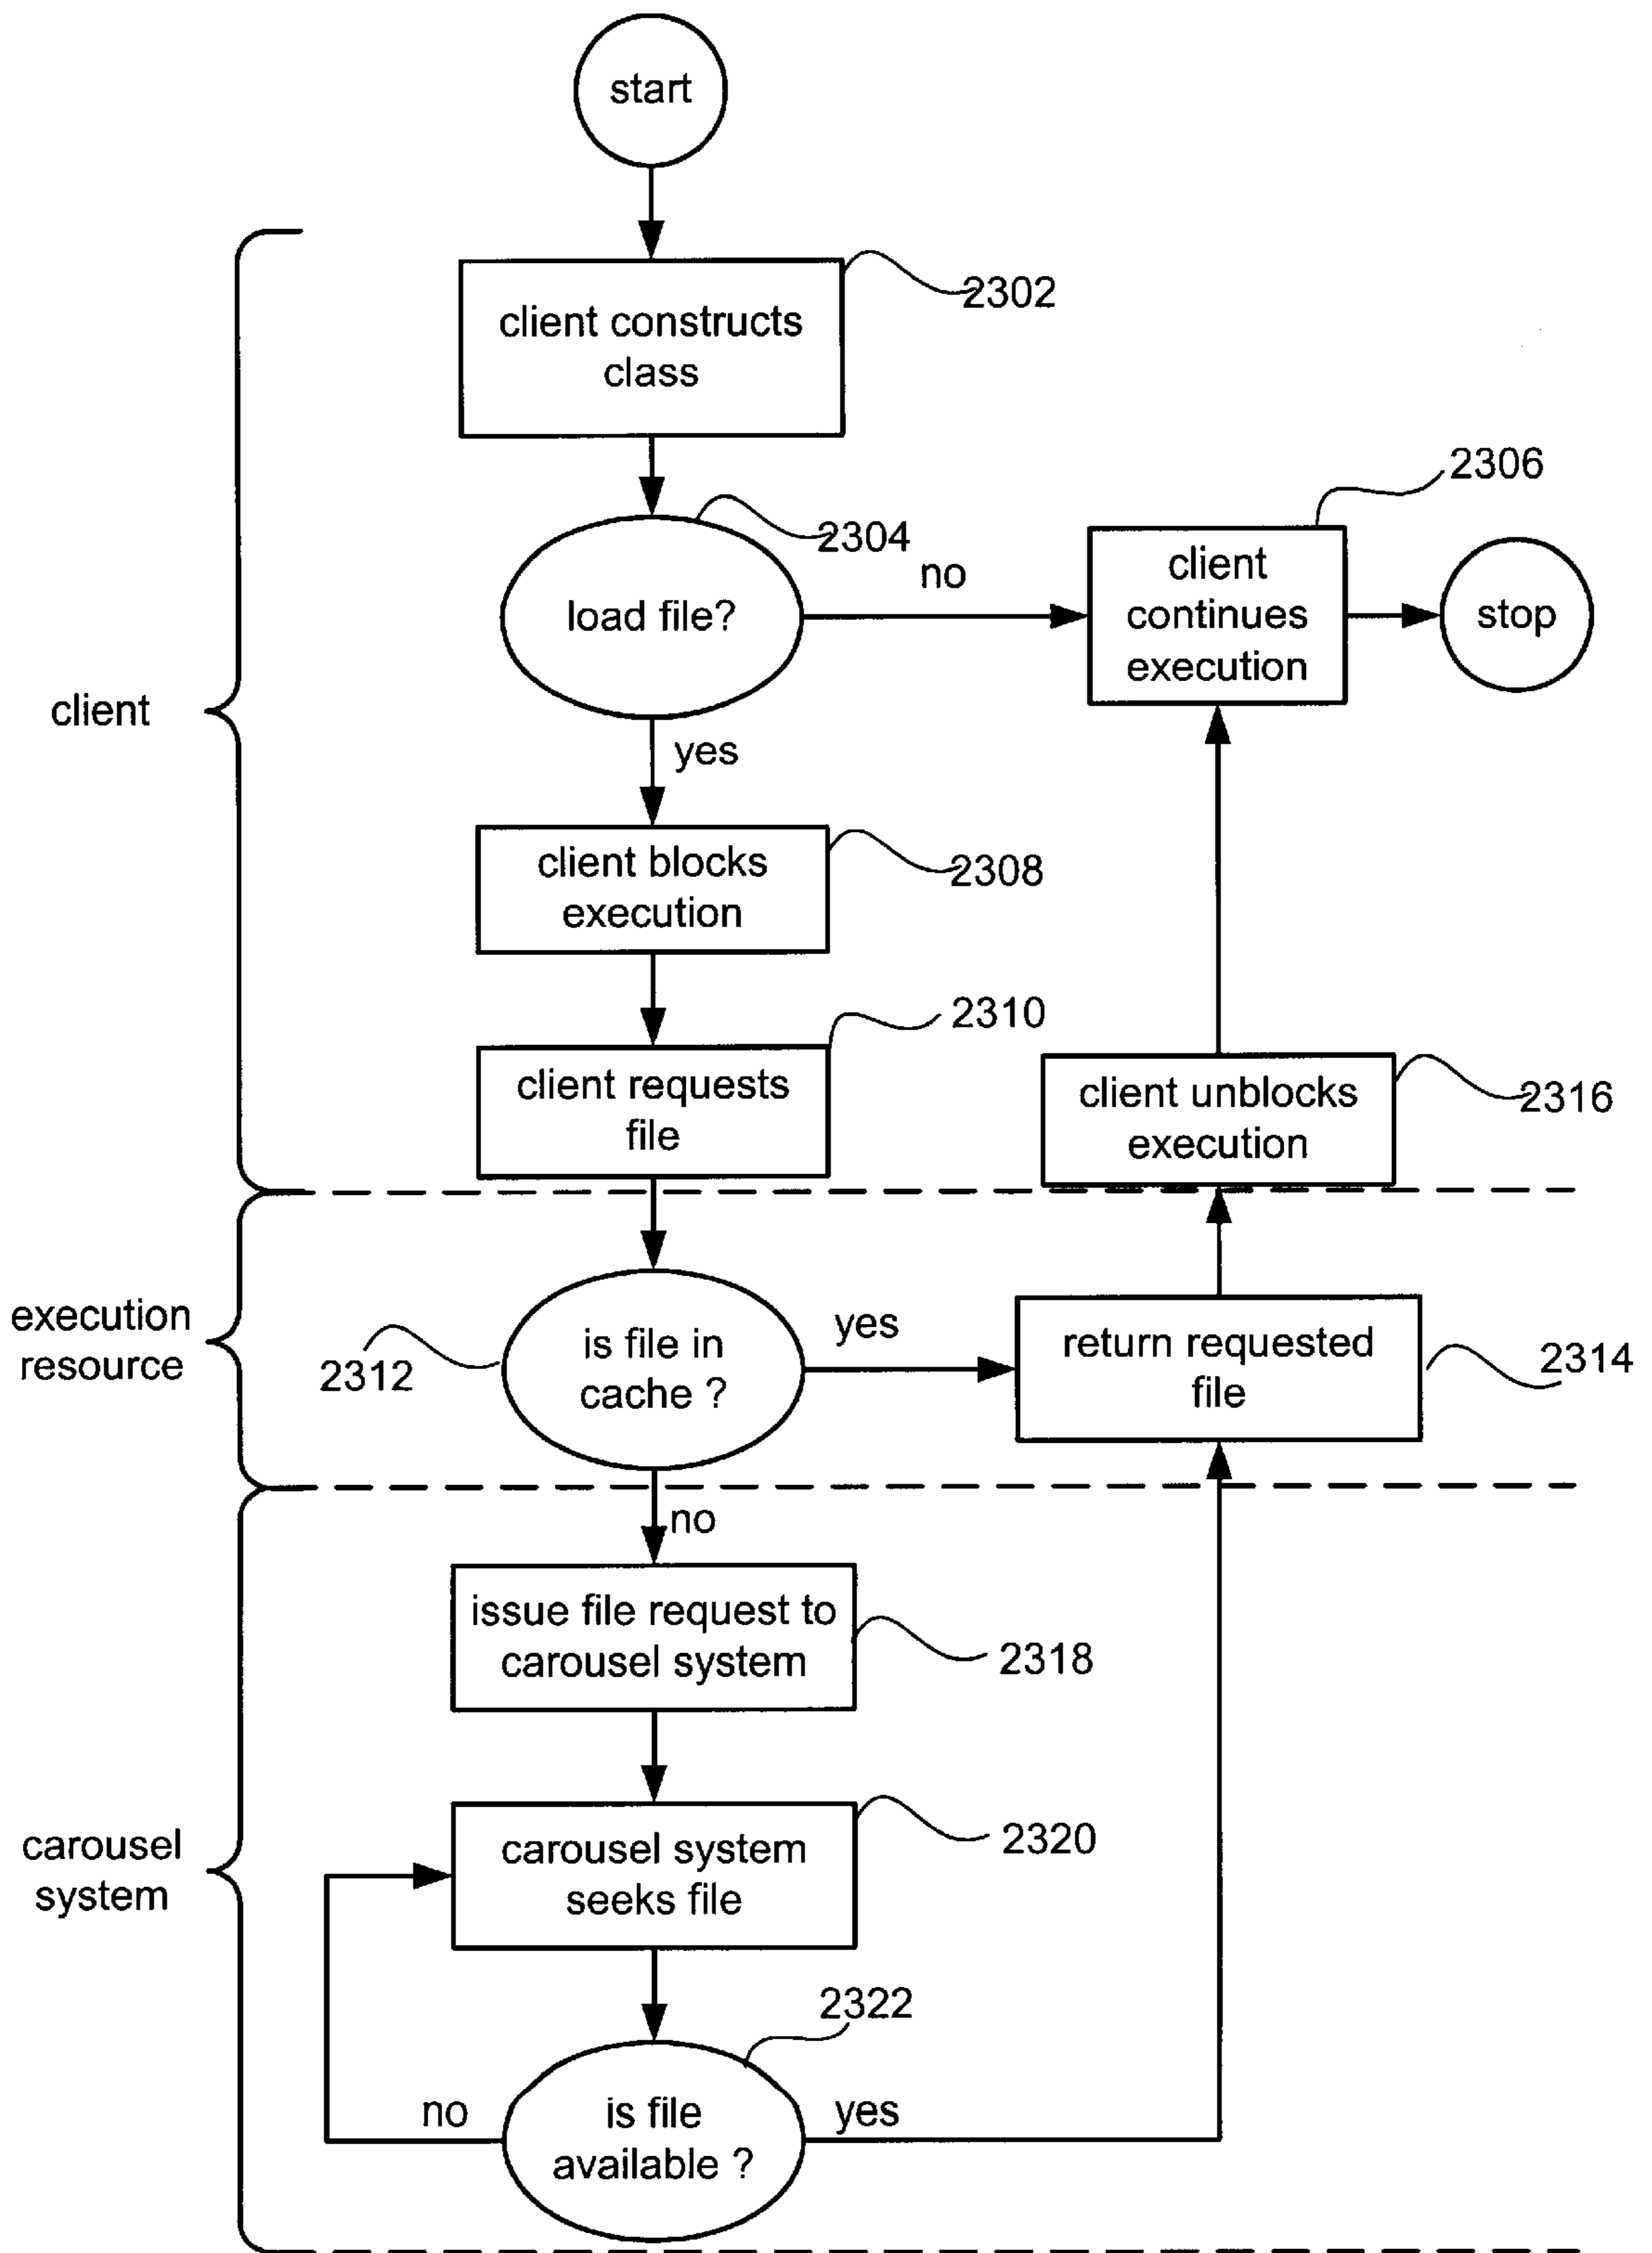 start
client constructs
class
2302
2304
load file?
no
client
continues
execution
2306
stop
client
yes
client blocks
execution
2308
client requests
file
2310
client unblocks
execution
2316
execution
resource
2312
is file in
cache ?
yes
return requested
file
2314
no
issue file request to
carousel system
2318
carousel
system
carousel system
seeks file
2320
2322
no
is file
available ?
yes